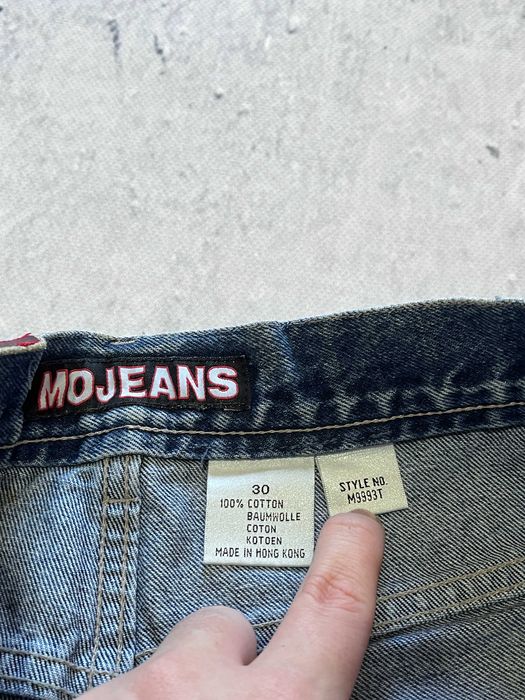 MOJEANS
30
100% COTTON
BAUMWOLLE
COTON
KOTOEN
MADE IN HONG KONG
STYLE NO.
M9993T